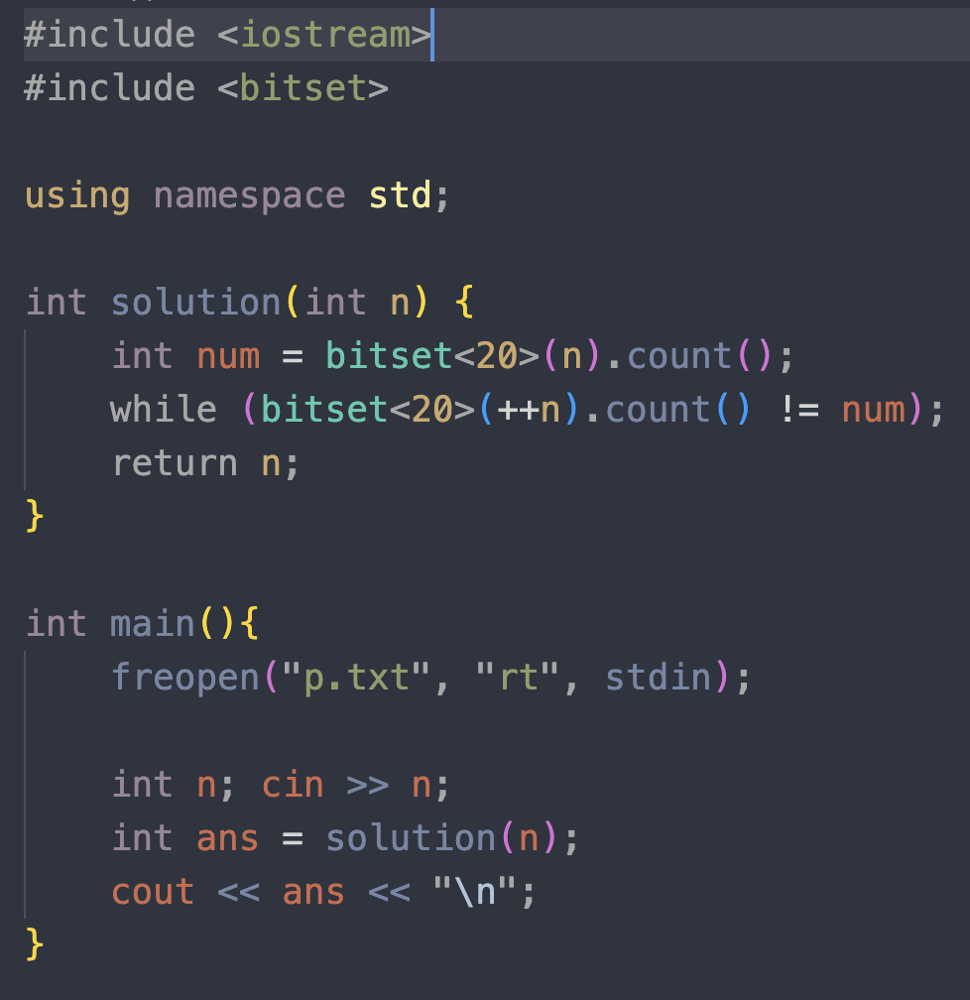 #include <iostream>
#include <bitset>
using namespace std;
int solution(int n) {
    int num = bitset<20>(n).count();
    while (bitset<20>(++n).count() != num);
    return n;
}
int main(){
    freopen("p.txt", "rt", stdin);
    int n; cin >> n;
    int ans = solution(n);
    cout << ans << "\n";
}